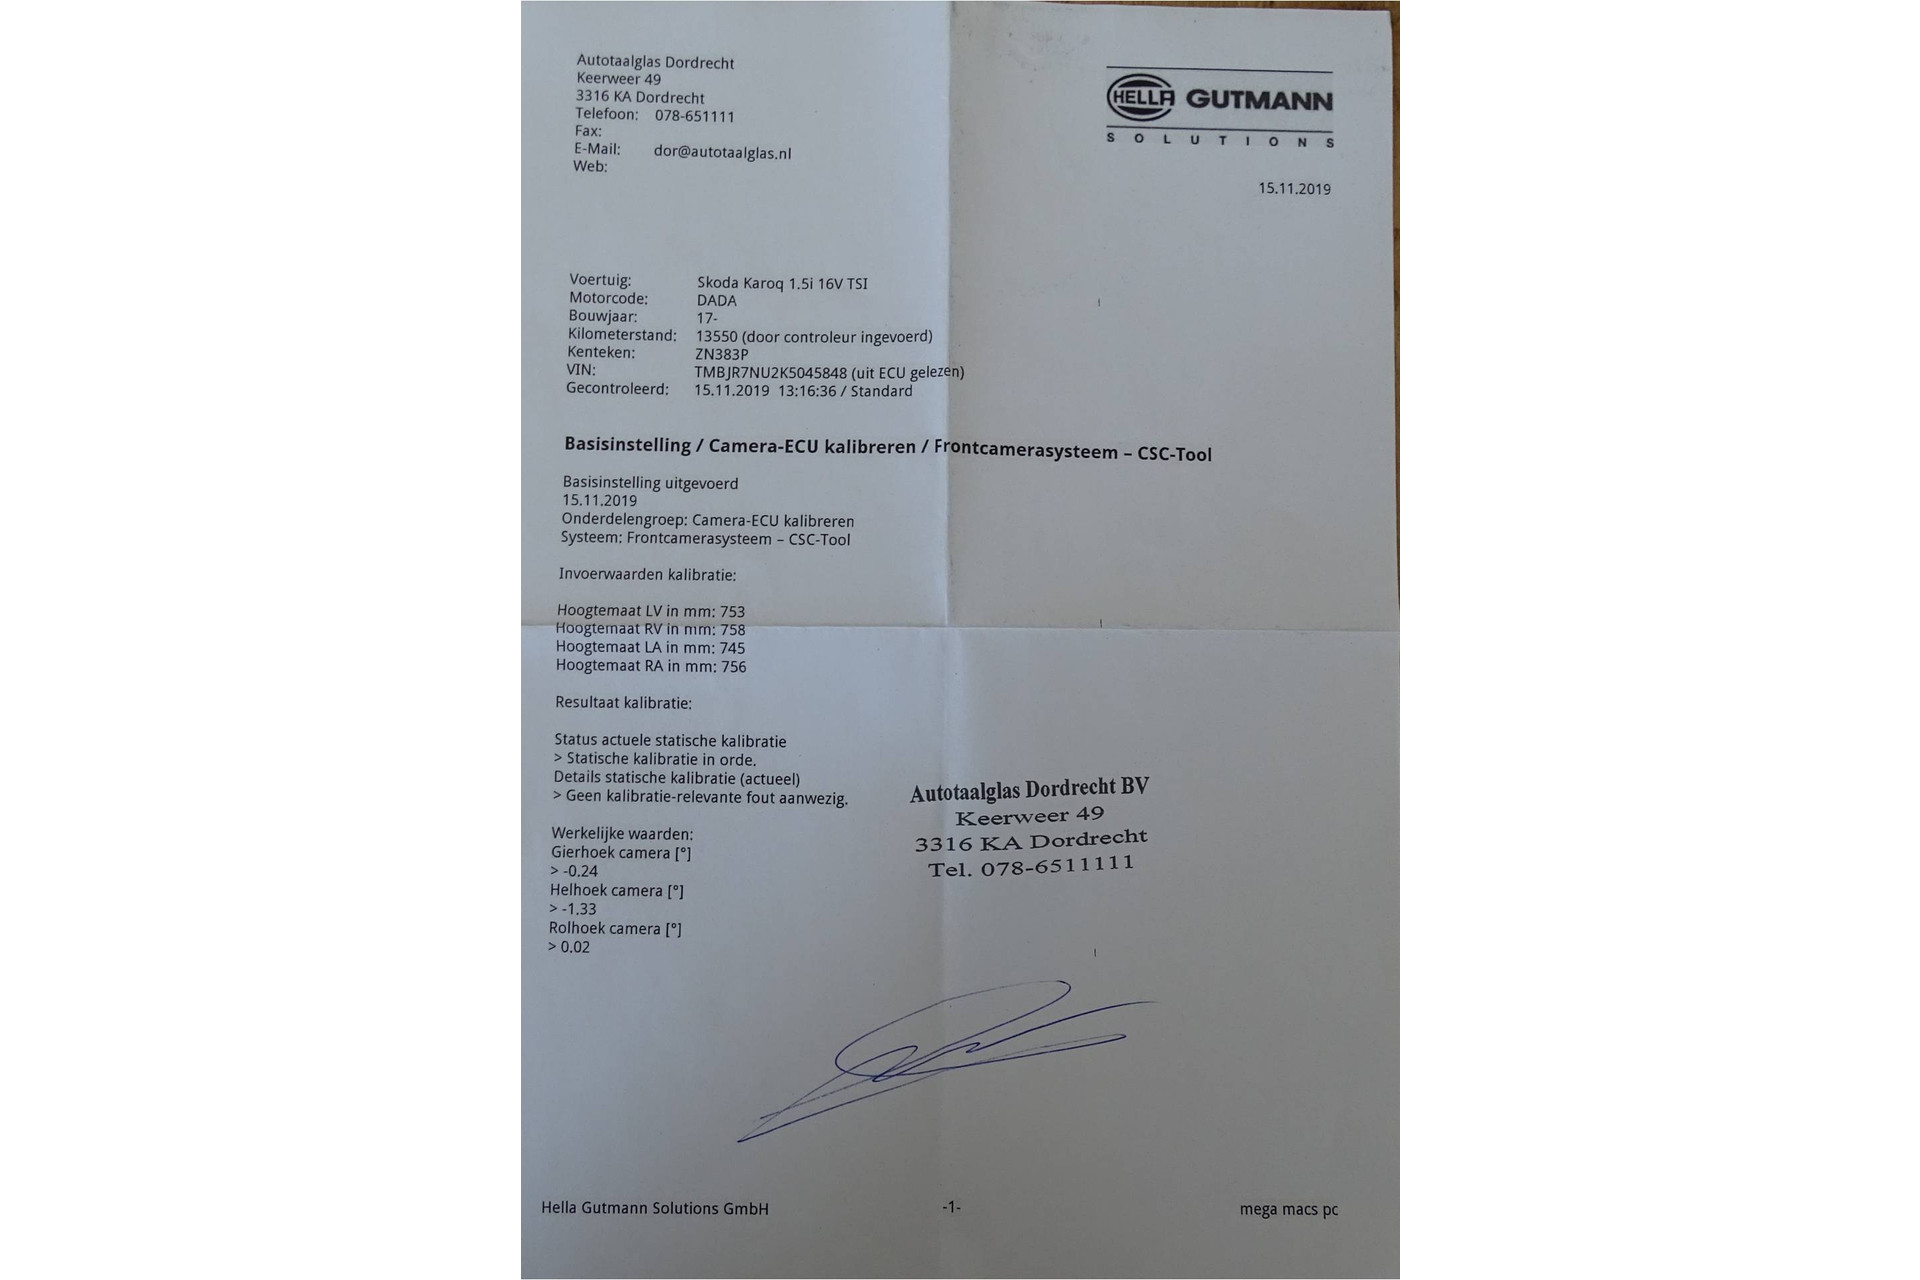 Autotaalglas Dordrecht
Keerweer 49
3316 KA Dordrecht
Telefoon: 078-651111
Fax:
E-Mail: dor@autotaalglas.nl
Web:
HELLA GUTMANN
SOLUTIONS
15.11.2019
Voertuig: Skoda Karoq 1.5i 16V TSI
Motorcode: DADA
Bouwjaar: 17-
Kilometerstand: 13550 (door controleur ingevoerd)
Kenteken: ZN383P
VIN: TMBJR7NU2K5045848 (uit ECU gelezen)
Gecontroleerd: 15.11.2019 13:16:36 / Standard
Basisinstelling / Camera-ECU kalibreren / Frontcamerasysteem – CSC-Tool
Basisinstelling uitgevoerd
15.11.2019
Onderdelengroep: Camera-ECU kalibreren
Systeem: Frontcamerasysteem – CSC-Tool
Invoerwaarden kalibratie:
Hoogtemaat LV in mm: 753
Hoogtemaat RV in mm: 758
Hoogtemaat LA in mm: 745
Hoogtemaat RA in mm: 756
Resultaat kalibratie:
Status actuele statische kalibratie
> Statische kalibratie in orde.
Details statische kalibratie (actueel)
> Geen kalibratie-relevante fout aanwezig.
Werkelijke waarden:
Gierhoek camera [°]
> -0.24
Helhoek camera [°]
> -1.33
Rolhoek camera [°]
> 0.02
Autotaalglas Dordrecht BV
Keerweer 49
3316 KA Dordrecht
Tel. 078-6511111
Hella Gutmann Solutions GmbH
-1-
mega macs pc